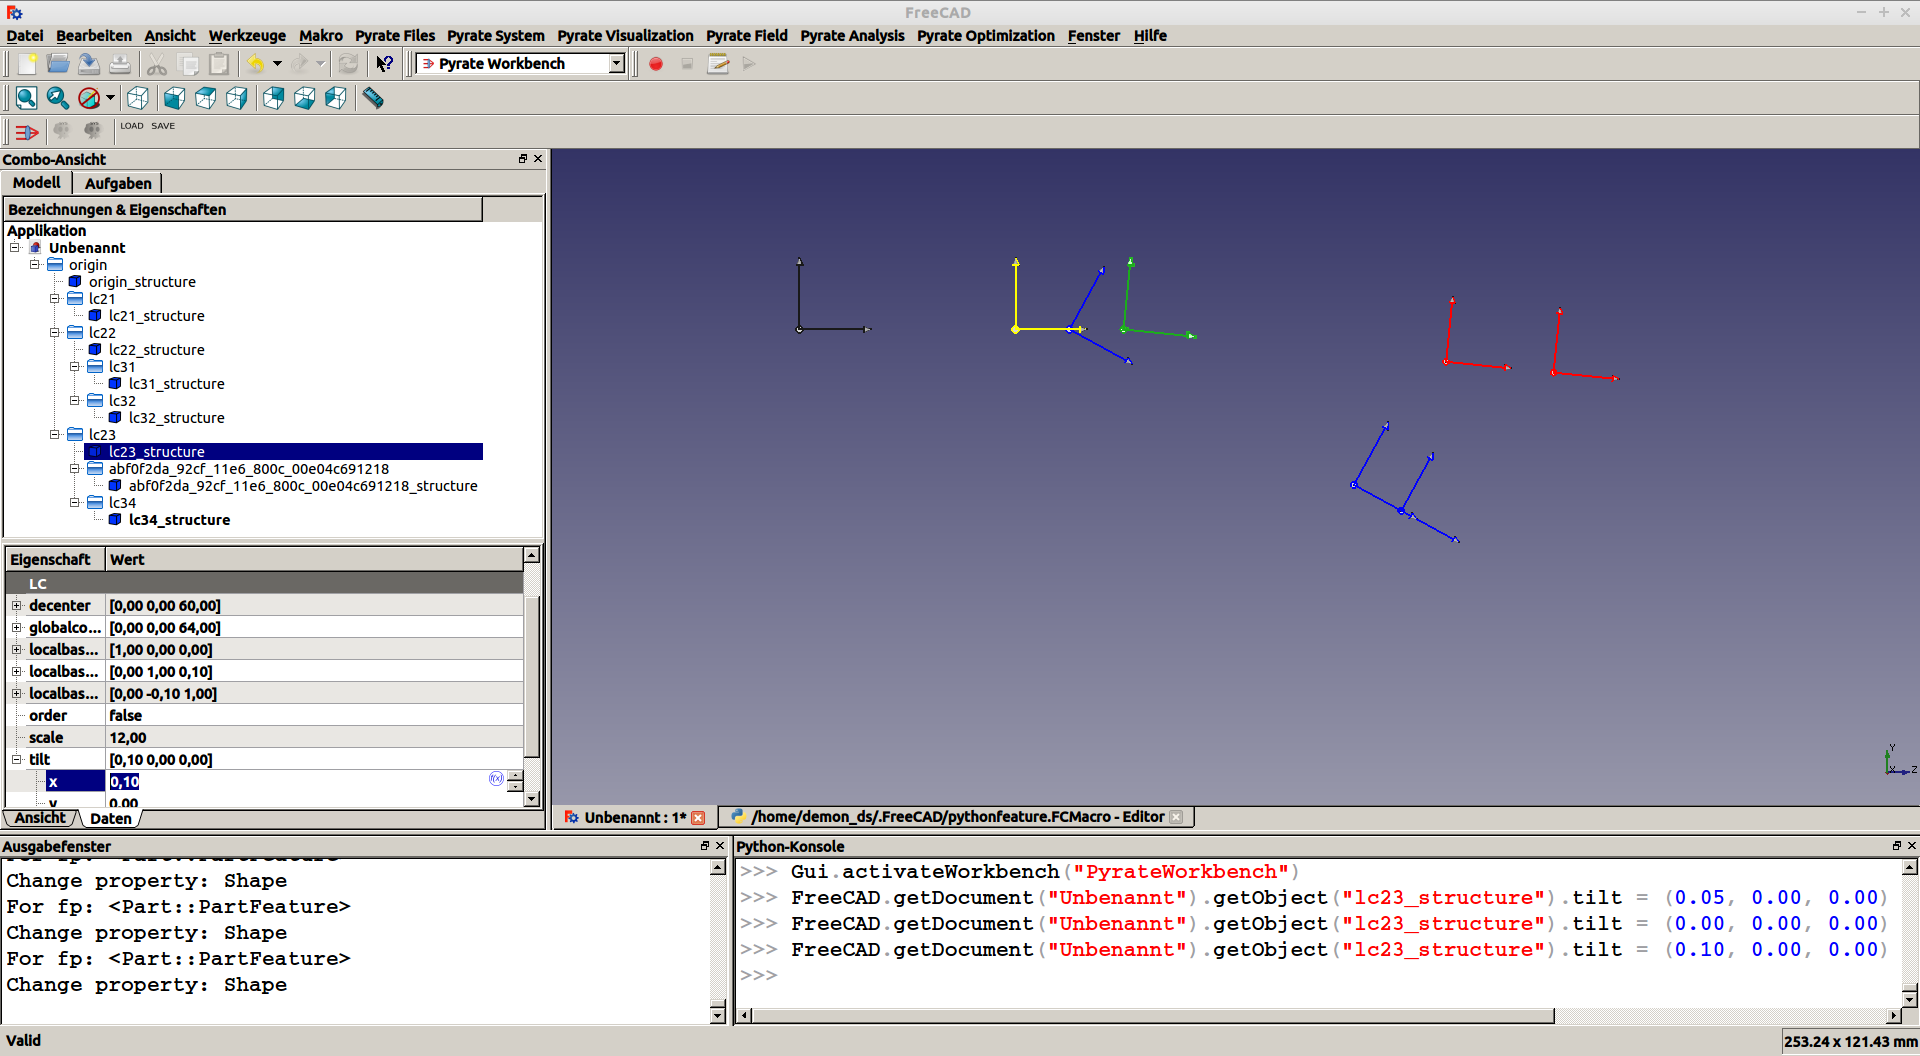 FreeCAD
Datei Bearbeiten Ansicht Werkzeuge Makro Pyrate Files Pyrate System Pyrate Visualization Pyrate Field Pyrate Analysis Pyrate Optimization Fenster Hilfe
Pyrate Workbench
LOAD SAVE
Combo-Ansicht
Modell Aufgaben
Bezeichnungen & Eigenschaften
Applikation
Unbenannt
origin
origin_structure
lc21
lc21_structure
lc22
lc22_structure
lc31
lc31_structure
lc32
lc32_structure
lc23
lc23_structure
abf0f2da_92cf_11e6_800c_00e04c691218
abf0f2da_92cf_11e6_800c_00e04c691218_structure
lc34
lc34_structure
Eigenschaft Wert
LC
decenter [0,00 0,00 60,00]
globalco... [0,00 0,00 64,00]
localbas... [1,00 0,00 0,00]
localbas... [0,00 1,00 0,10]
localbas... [0,00 -0,10 1,00]
order false
scale 12,00
tilt [0,10 0,00 0,00]
x 0,10
y 0,00
Ansicht Daten
Y
X Z
Unbenannt : 1* /home/demon_ds/.FreeCAD/pythonfeature.FCMacro - Editor
Ausgabefenster
For fp: <Part::PartFeature>
Change property: Shape
For fp: <Part::PartFeature>
Change property: Shape
For fp: <Part::PartFeature>
Change property: Shape
Python-Konsole
>>> Gui.activateWorkbench("PyrateWorkbench")
>>> FreeCAD.getDocument("Unbenannt").getObject("lc23_structure").tilt = (0.05, 0.00, 0.00)
>>> FreeCAD.getDocument("Unbenannt").getObject("lc23_structure").tilt = (0.00, 0.00, 0.00)
>>> FreeCAD.getDocument("Unbenannt").getObject("lc23_structure").tilt = (0.10, 0.00, 0.00)
>>>
Valid
253.24 x 121.43 mm